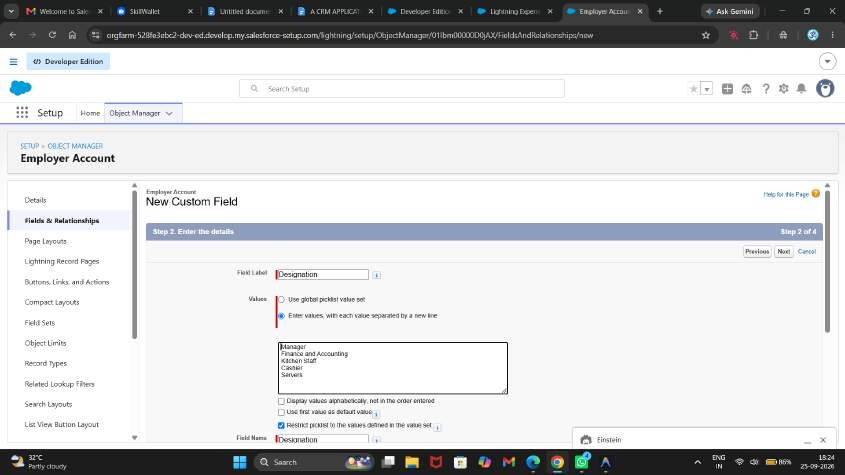 Welcome to Sales
SkillWallet
Untitled documen
A CRM APPLICAT
Developer Editio
Lightning Experie
Employer Accoun
Ask Gemini
orgfarm-528fe3ebc2-dev-ed.develop.my.salesforce-setup.com/lightning/setup/ObjectManager/01Ibm00000D0jAX/FieldsAndRelationships/new
</> Developer Edition
Search Setup
Setup
Home
Object Manager
SETUP > OBJECT MANAGER
Employer Account
Details
Fields & Relationships
Page Layouts
Lightning Record Pages
Buttons, Links, and Actions
Compact Layouts
Field Sets
Object Limits
Record Types
Related Lookup Filters
Search Layouts
List View Button Layout
Employer Account
New Custom Field
Help for this Page
Step 2. Enter the details
Step 2 of 4
Previous
Next
Cancel
Field Label
Designation
Values
Use global picklist value set
Enter values, with each value separated by a new line
Manager
Finance and Accounting
Kitchen Staff
Cashier
Servers
Display values alphabetically, not in the order entered
Use first value as default value
Restrict picklist to the values defined in the value set
Field Name
Designation
Einstein
32°C
Partly cloudy
Search
4
ENG
IN
86%
18:24
25-09-2026